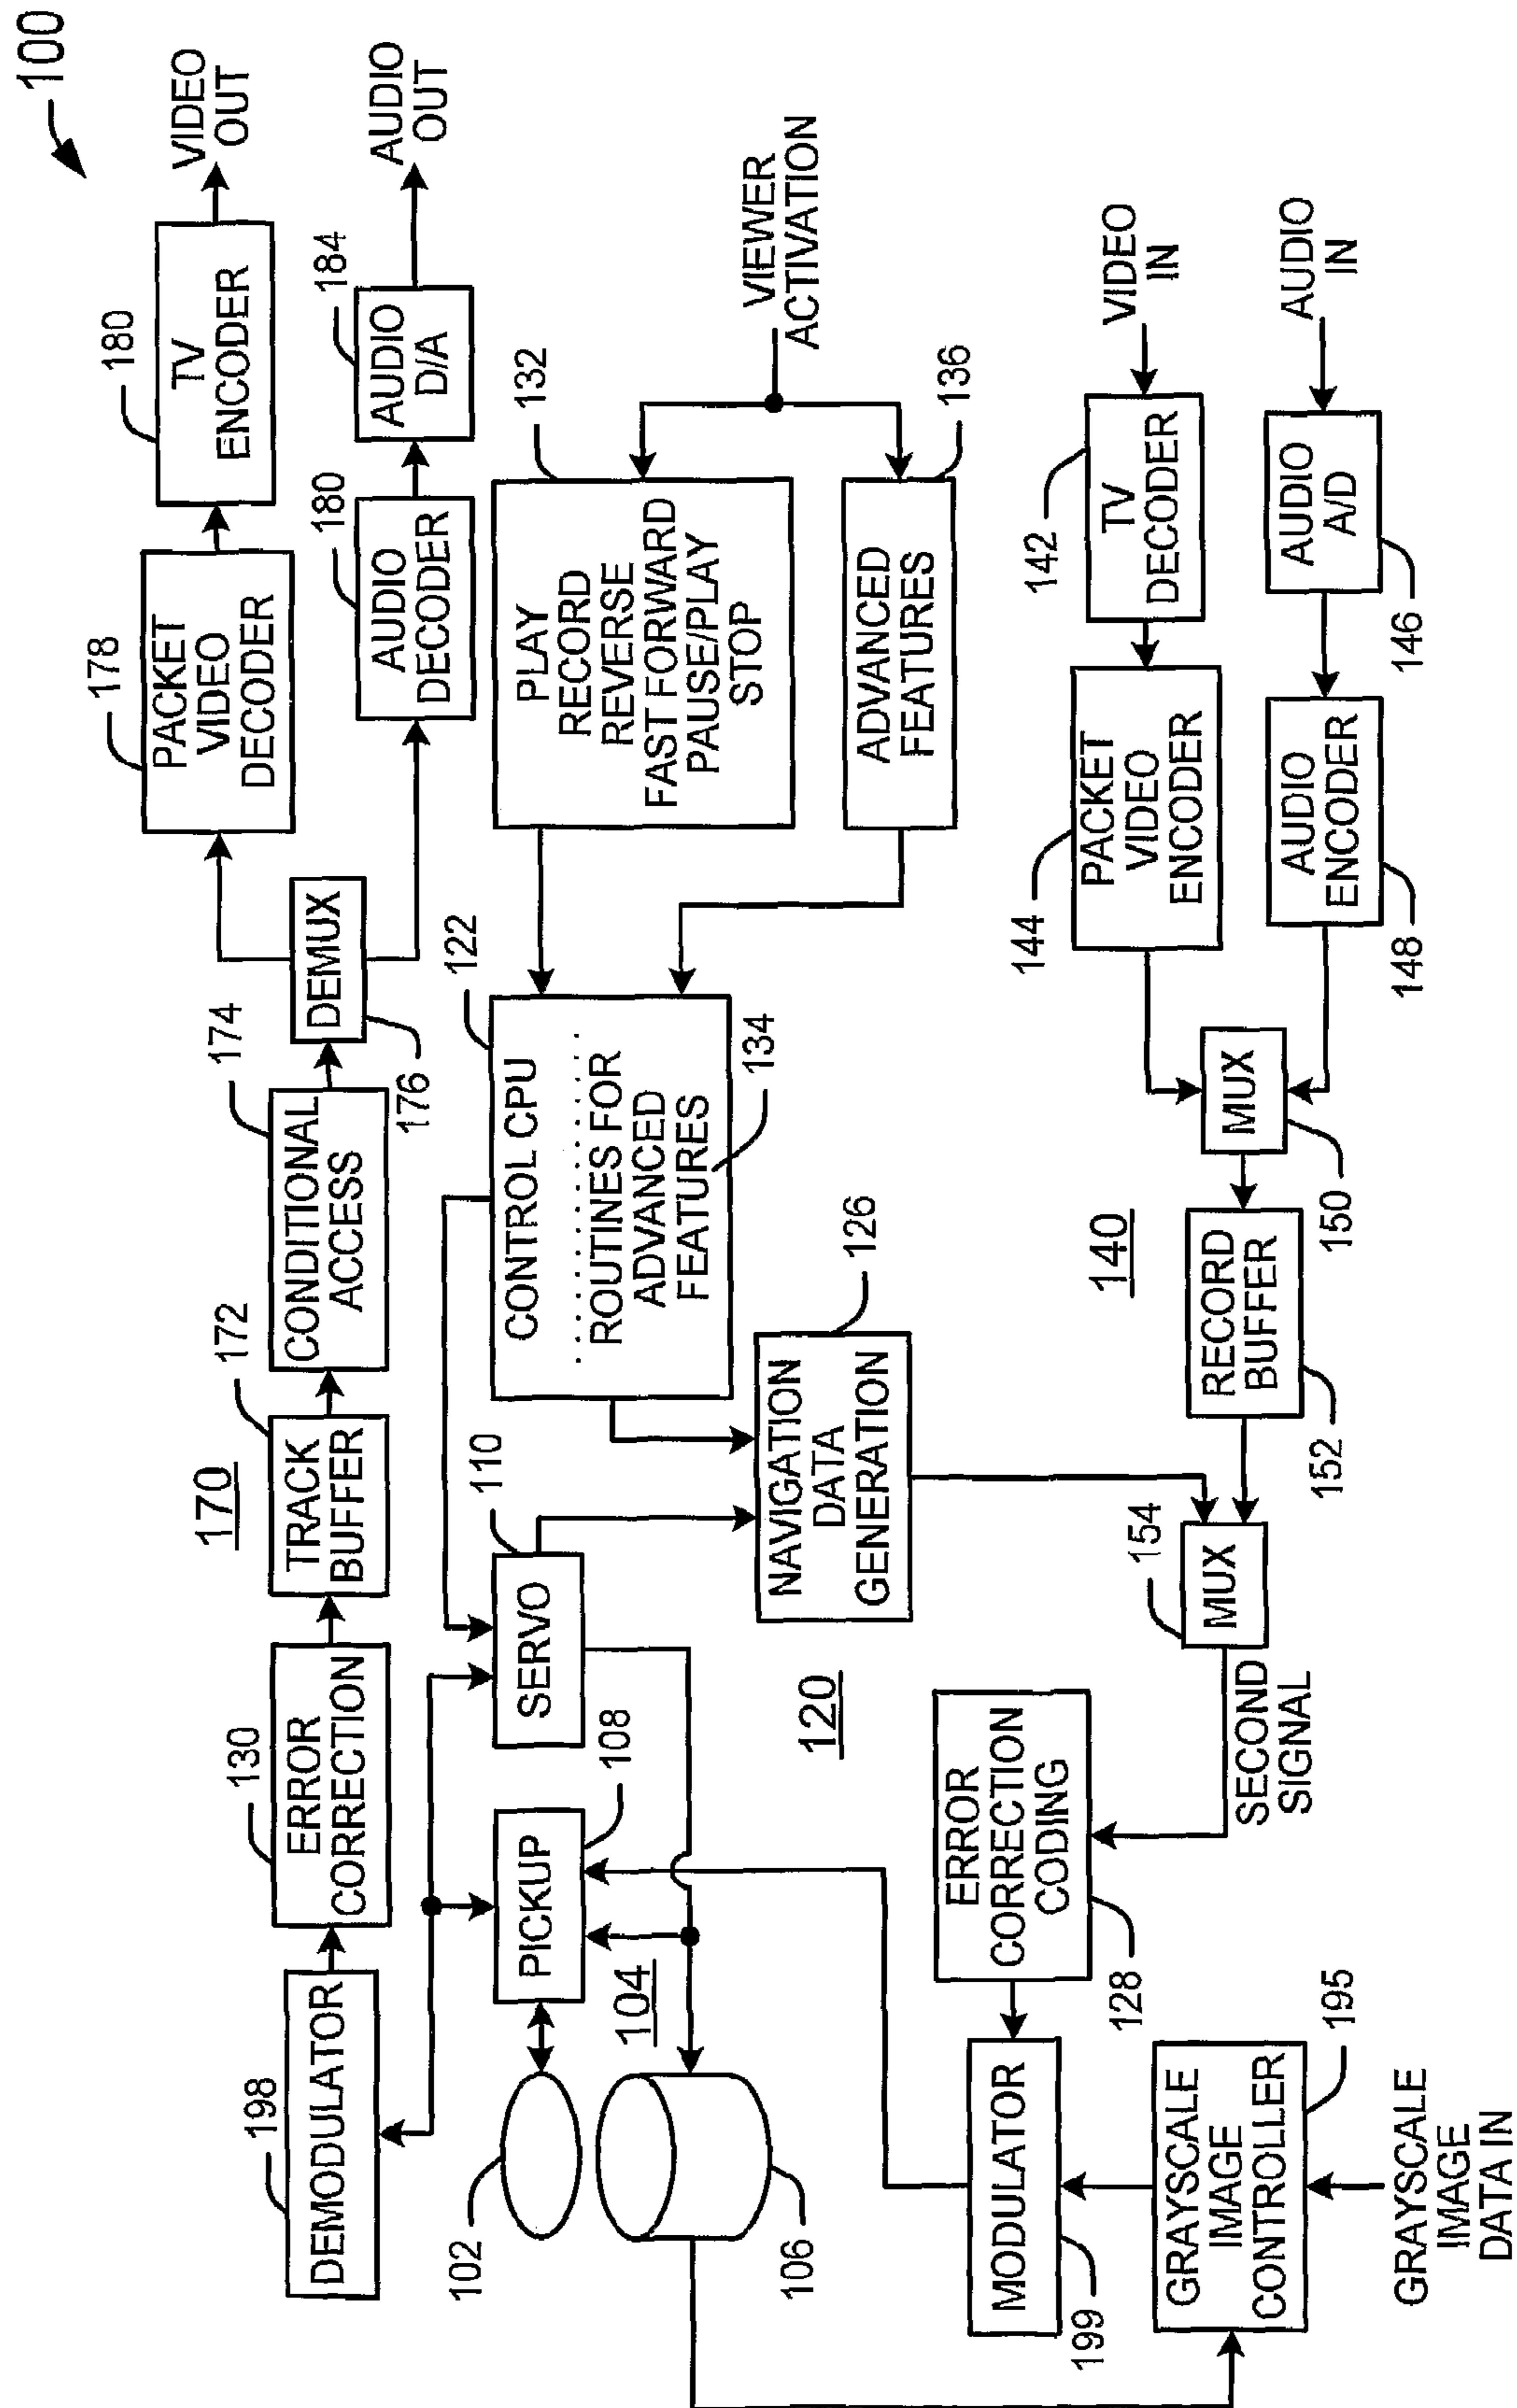 100
198
DEMODULATOR
130
ERROR
CORRECTION
170
TRACK
BUFFER
172
CONDITIONAL
ACCESS
174
DEMUX
176
178
PACKET
VIDEO
DECODER
180
TV
ENCODER
VIDEO
OUT
180
AUDIO
DECODER
AUDIO
D/A
184
AUDIO
OUT
102
104
106
PICKUP
108
SERVO
110
CONTROL CPU
ROUTINES FOR
ADVANCED
FEATURES
122
134
PLAY
RECORD
REVERSE
FAST FORWARD
PAUSE/PLAY
STOP
132
ADVANCED
FEATURES
136
VIEWER
ACTIVATION
120
NAVIGATION
DATA
GENERATION
126
ERROR
CORRECTION
CODING
128
MODULATOR
199
GRAYSCALE
IMAGE
CONTROLLER
195
GRAYSCALE
IMAGE
DATA IN
SECOND
SIGNAL
MUX
154
140
RECORD
BUFFER
152
MUX
150
144
PACKET
VIDEO
ENCODER
142
TV
DECODER
VIDEO
IN
AUDIO
ENCODER
148
AUDIO
A/D
146
AUDIO
IN